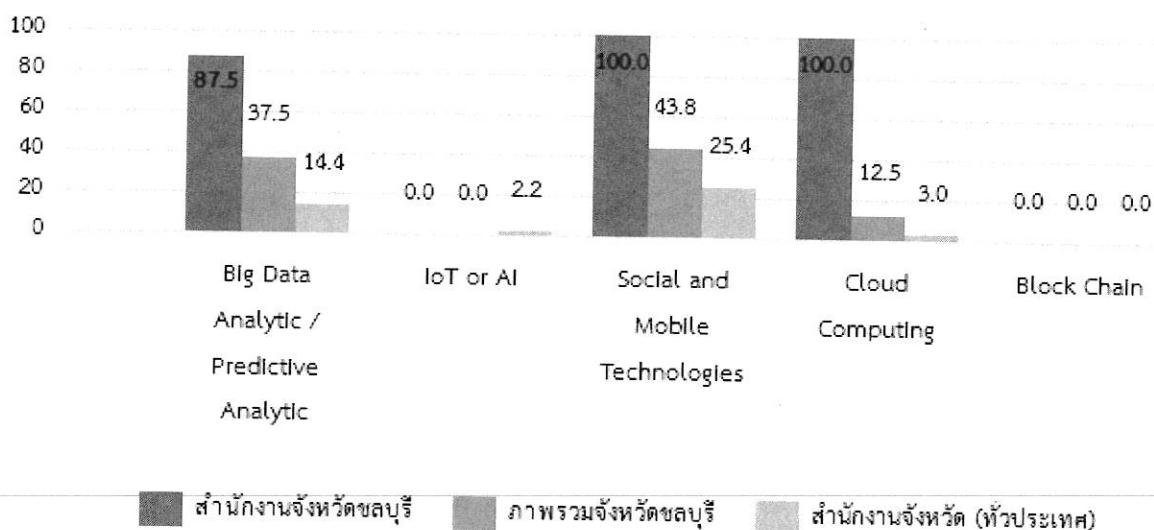 100
80
60
40
20
0
87.5
37.5
14.4
0.0 0.0 2.2
100.0
43.8
25.4
100.0
12.5
3.0
0.0 0.0 0.0
Big Data
Analytic /
Predictive
Analytic
IoT or AI
Social and
Mobile
Technologies
Cloud
Computing
Block Chain
สำนักงานจังหวัดชลบุรี ภาพรวมจังหวัดชลบุรี สำนักงานจังหวัด (ทั่วประเทศ)